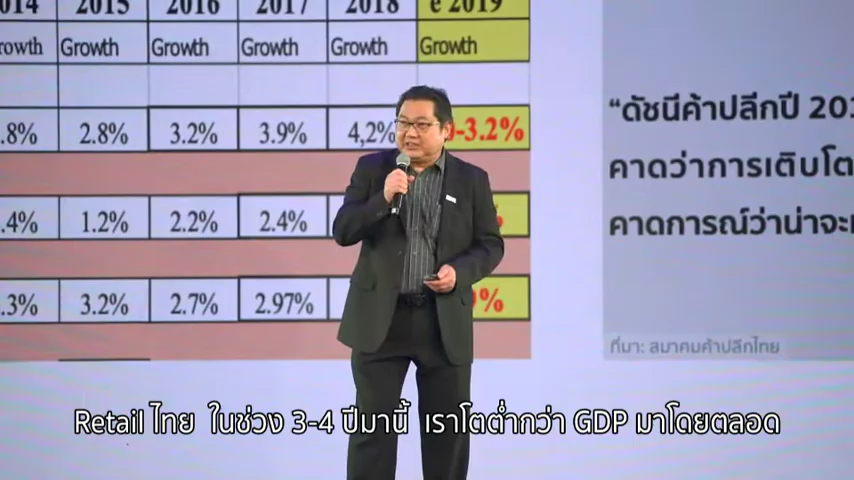 2015 2016 2017 2018 e 2019
Growth Growth Growth Growth Growth
.8% 2.8% 3.2% 3.9% 4,2% -3.2%
.4% 1.2% 2.2% 2.4%
.3% 3.2% 2.7% 2.97% %
“ดัชนีค้าปลีกปี
คาดว่าการเติบโต
คาดการณ์ว่าน่าจะ
ที่มา: สมาคมค้าปลีกไทย
Retail ไทย ในช่วง 3-4 ปีมานี้ เราโตต่ำกว่า GDP มาโดยตลอด